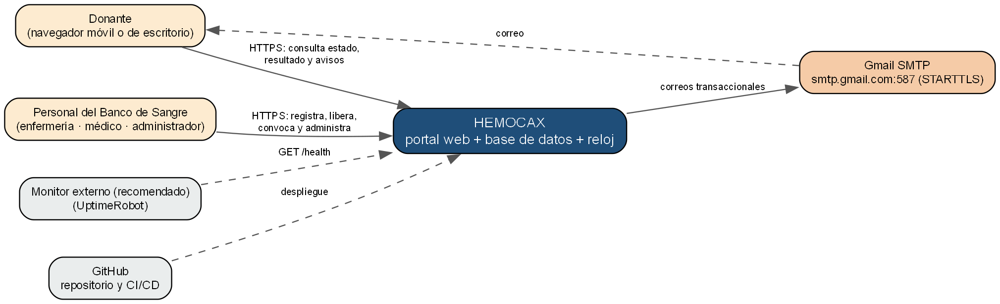 Donante
(navegador móvil o de escritorio)
correo
HTTPS: consulta estado,
resultado y avisos
Gmail SMTP
smtp.gmail.com:587 (STARTTLS)
correos transaccionales
Personal del Banco de Sangre
(enfermería · médico · administrador)
HTTPS: registra, libera,
convoca y administra
HEMOCAX
portal web + base de datos + reloj
GET /health
Monitor externo (recomendado)
(UptimeRobot)
despliegue
GitHub
repositorio y CI/CD